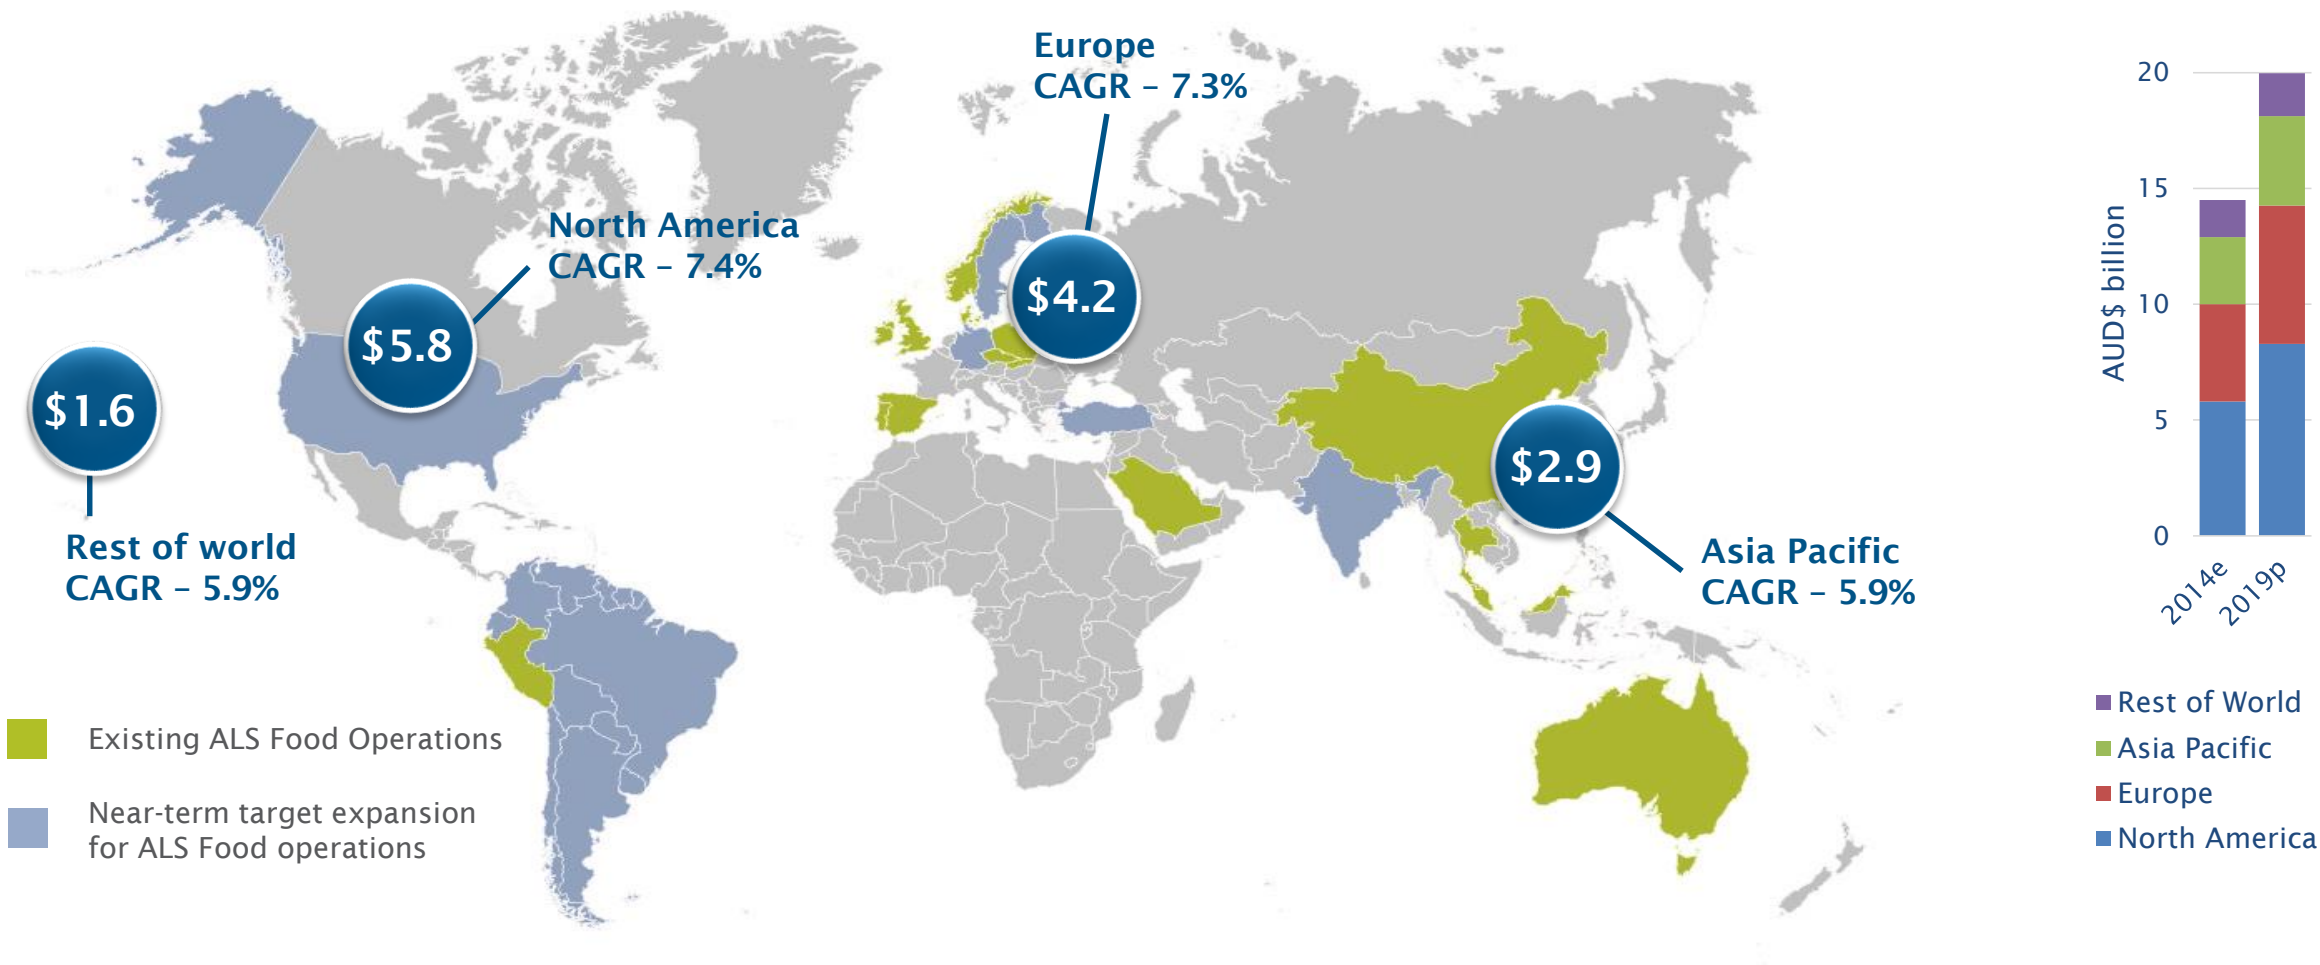 Europe
CAGR – 7.3%
$4.2
North America
CAGR – 7.4%
$5.8
$1.6
Rest of world
CAGR – 5.9%
$2.9
Asia Pacific
CAGR – 5.9%
Existing ALS Food Operations
Near-term target expansion
for ALS Food operations
AUD$ billion
20
15
10
5
0
2014e
2019p
Rest of World
Asia Pacific
Europe
North America